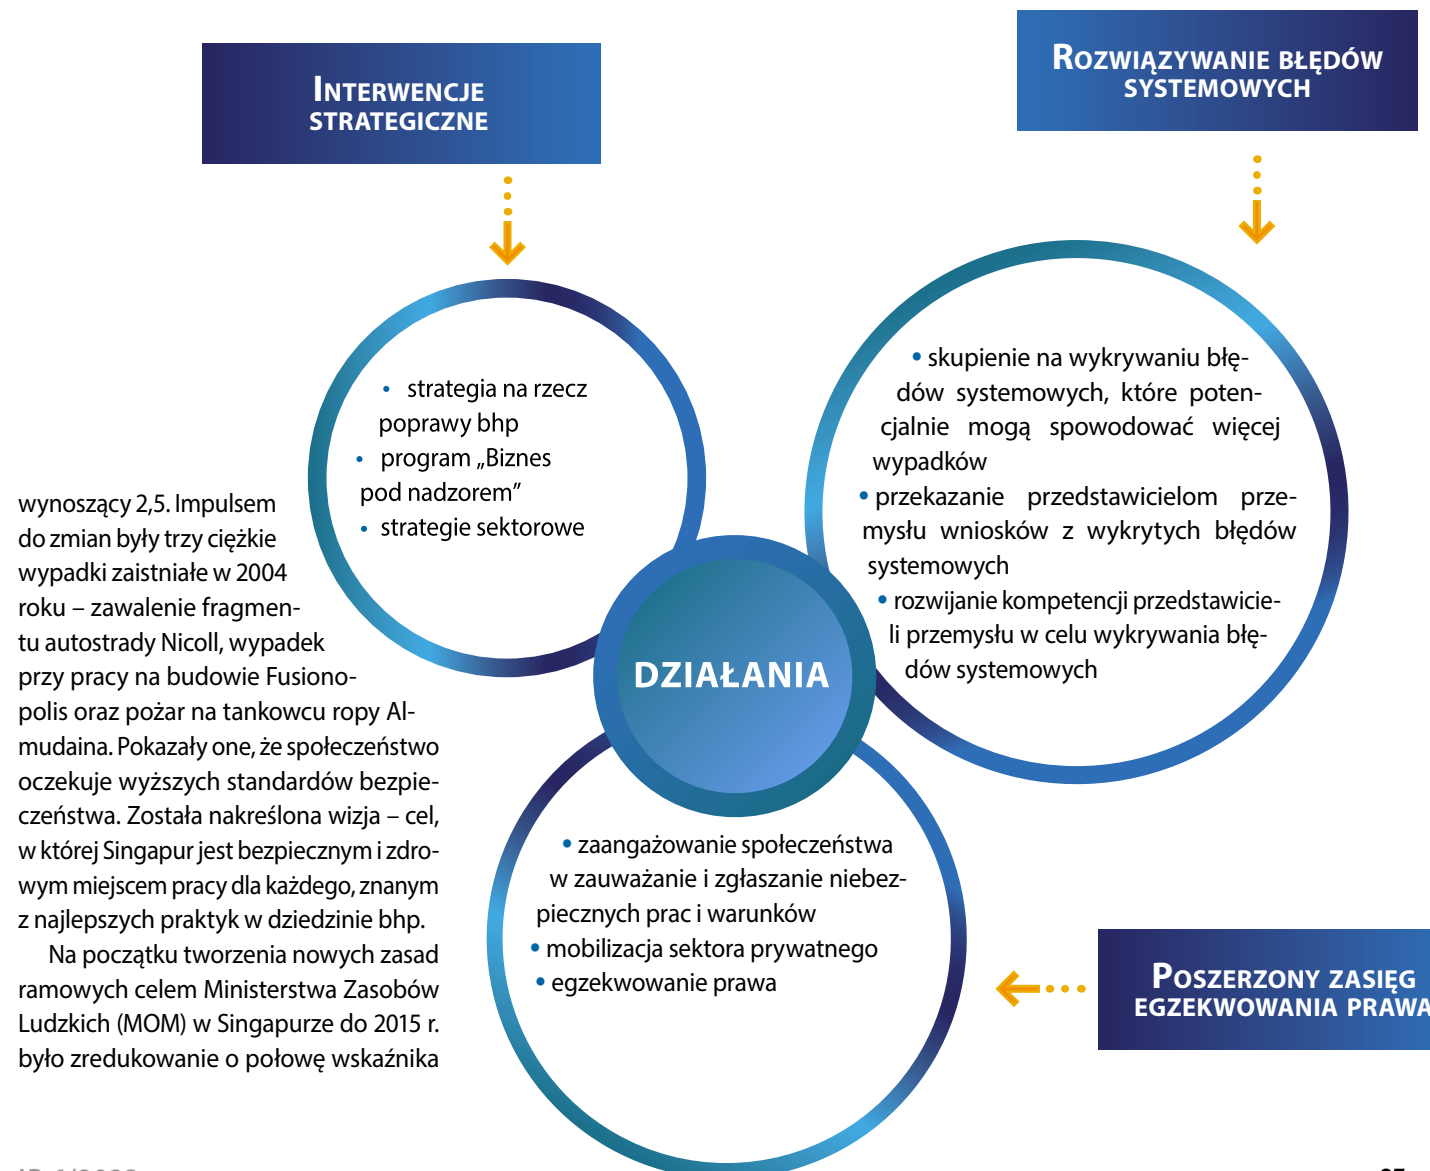 INTERWENCJE
STRATEGICZNE
ROZWIĄZYWANIE BŁĘDÓW
SYSTEMOWYCH
• strategia na rzecz
poprawy bhp
• program „Biznes
pod nadzorem”
• strategie sektorowe
• skupienie na wykrywaniu błę-
dów systemowych, które poten-
cjalnie mogą spowodować więcej
wypadków
• przekazanie przedstawicielom prze-
mysłu wniosków z wykrytych błędów
systemowych
• rozwijanie kompetencji przedstawicie-
li przemysłu w celu wykrywania błę-
dów systemowych
DZIAŁANIA
• zaangażowanie społeczeństwa
w zauważanie i zgłaszanie niebez-
piecznych prac i warunków
• mobilizacja sektora prywatnego
• egzekwowanie prawa
POSZERZONY ZASIĘG
EGZEKWOWANIA PRAWA
wynoszący 2,5. Impulsem
do zmian były trzy ciężkie
wypadki zaistniałe w 2004
roku – zawalenie fragmen-
tu autostrady Nicoll, wypadek
przy pracy na budowie Fusiono-
polis oraz pożar na tankowcu ropy Al-
mudaina. Pokazały one, że społeczeństwo
oczekuje wyższych standardów bezpie-
czeństwa. Została nakreślona wizja – cel,
w której Singapur jest bezpiecznym i zdro-
wym miejscem pracy dla każdego, znanym
z najlepszych praktyk w dziedzinie bhp.
Na początku tworzenia nowych zasad
ramowych celem Ministerstwa Zasobów
Ludzkich (MOM) w Singapurze do 2015 r.
było zredukowanie o połowę wskaźnika